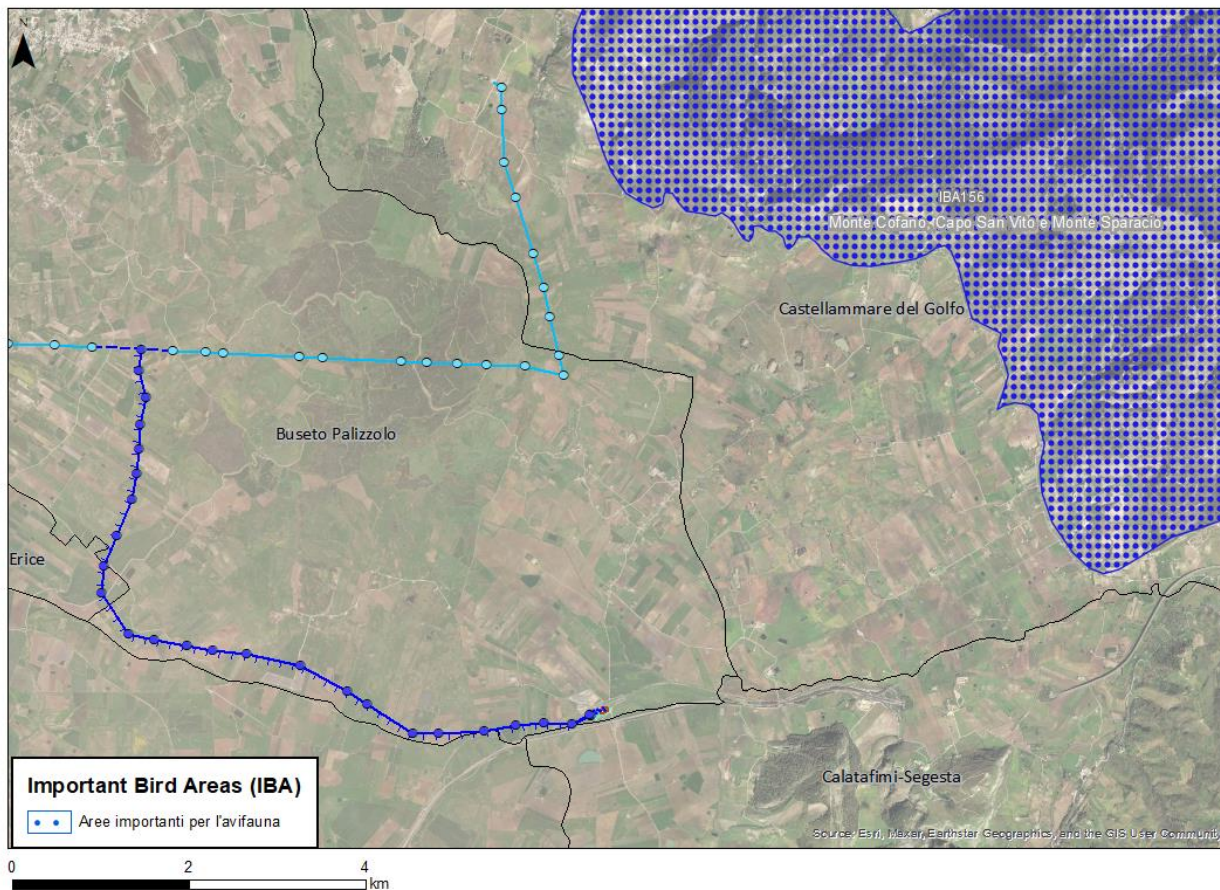 N
IBA156
Monte Cofano, Capo San Vito e Monte Sparacio
Castellammare del Golfo
Buseto Palizzolo
Erice
Calatafimi-Segesta
Important Bird Areas (IBA)
Aree importanti per l'avifauna
Source: Esri, Maxar, Earthstar Geographics, and the GIS User Communit
0 2 4
km